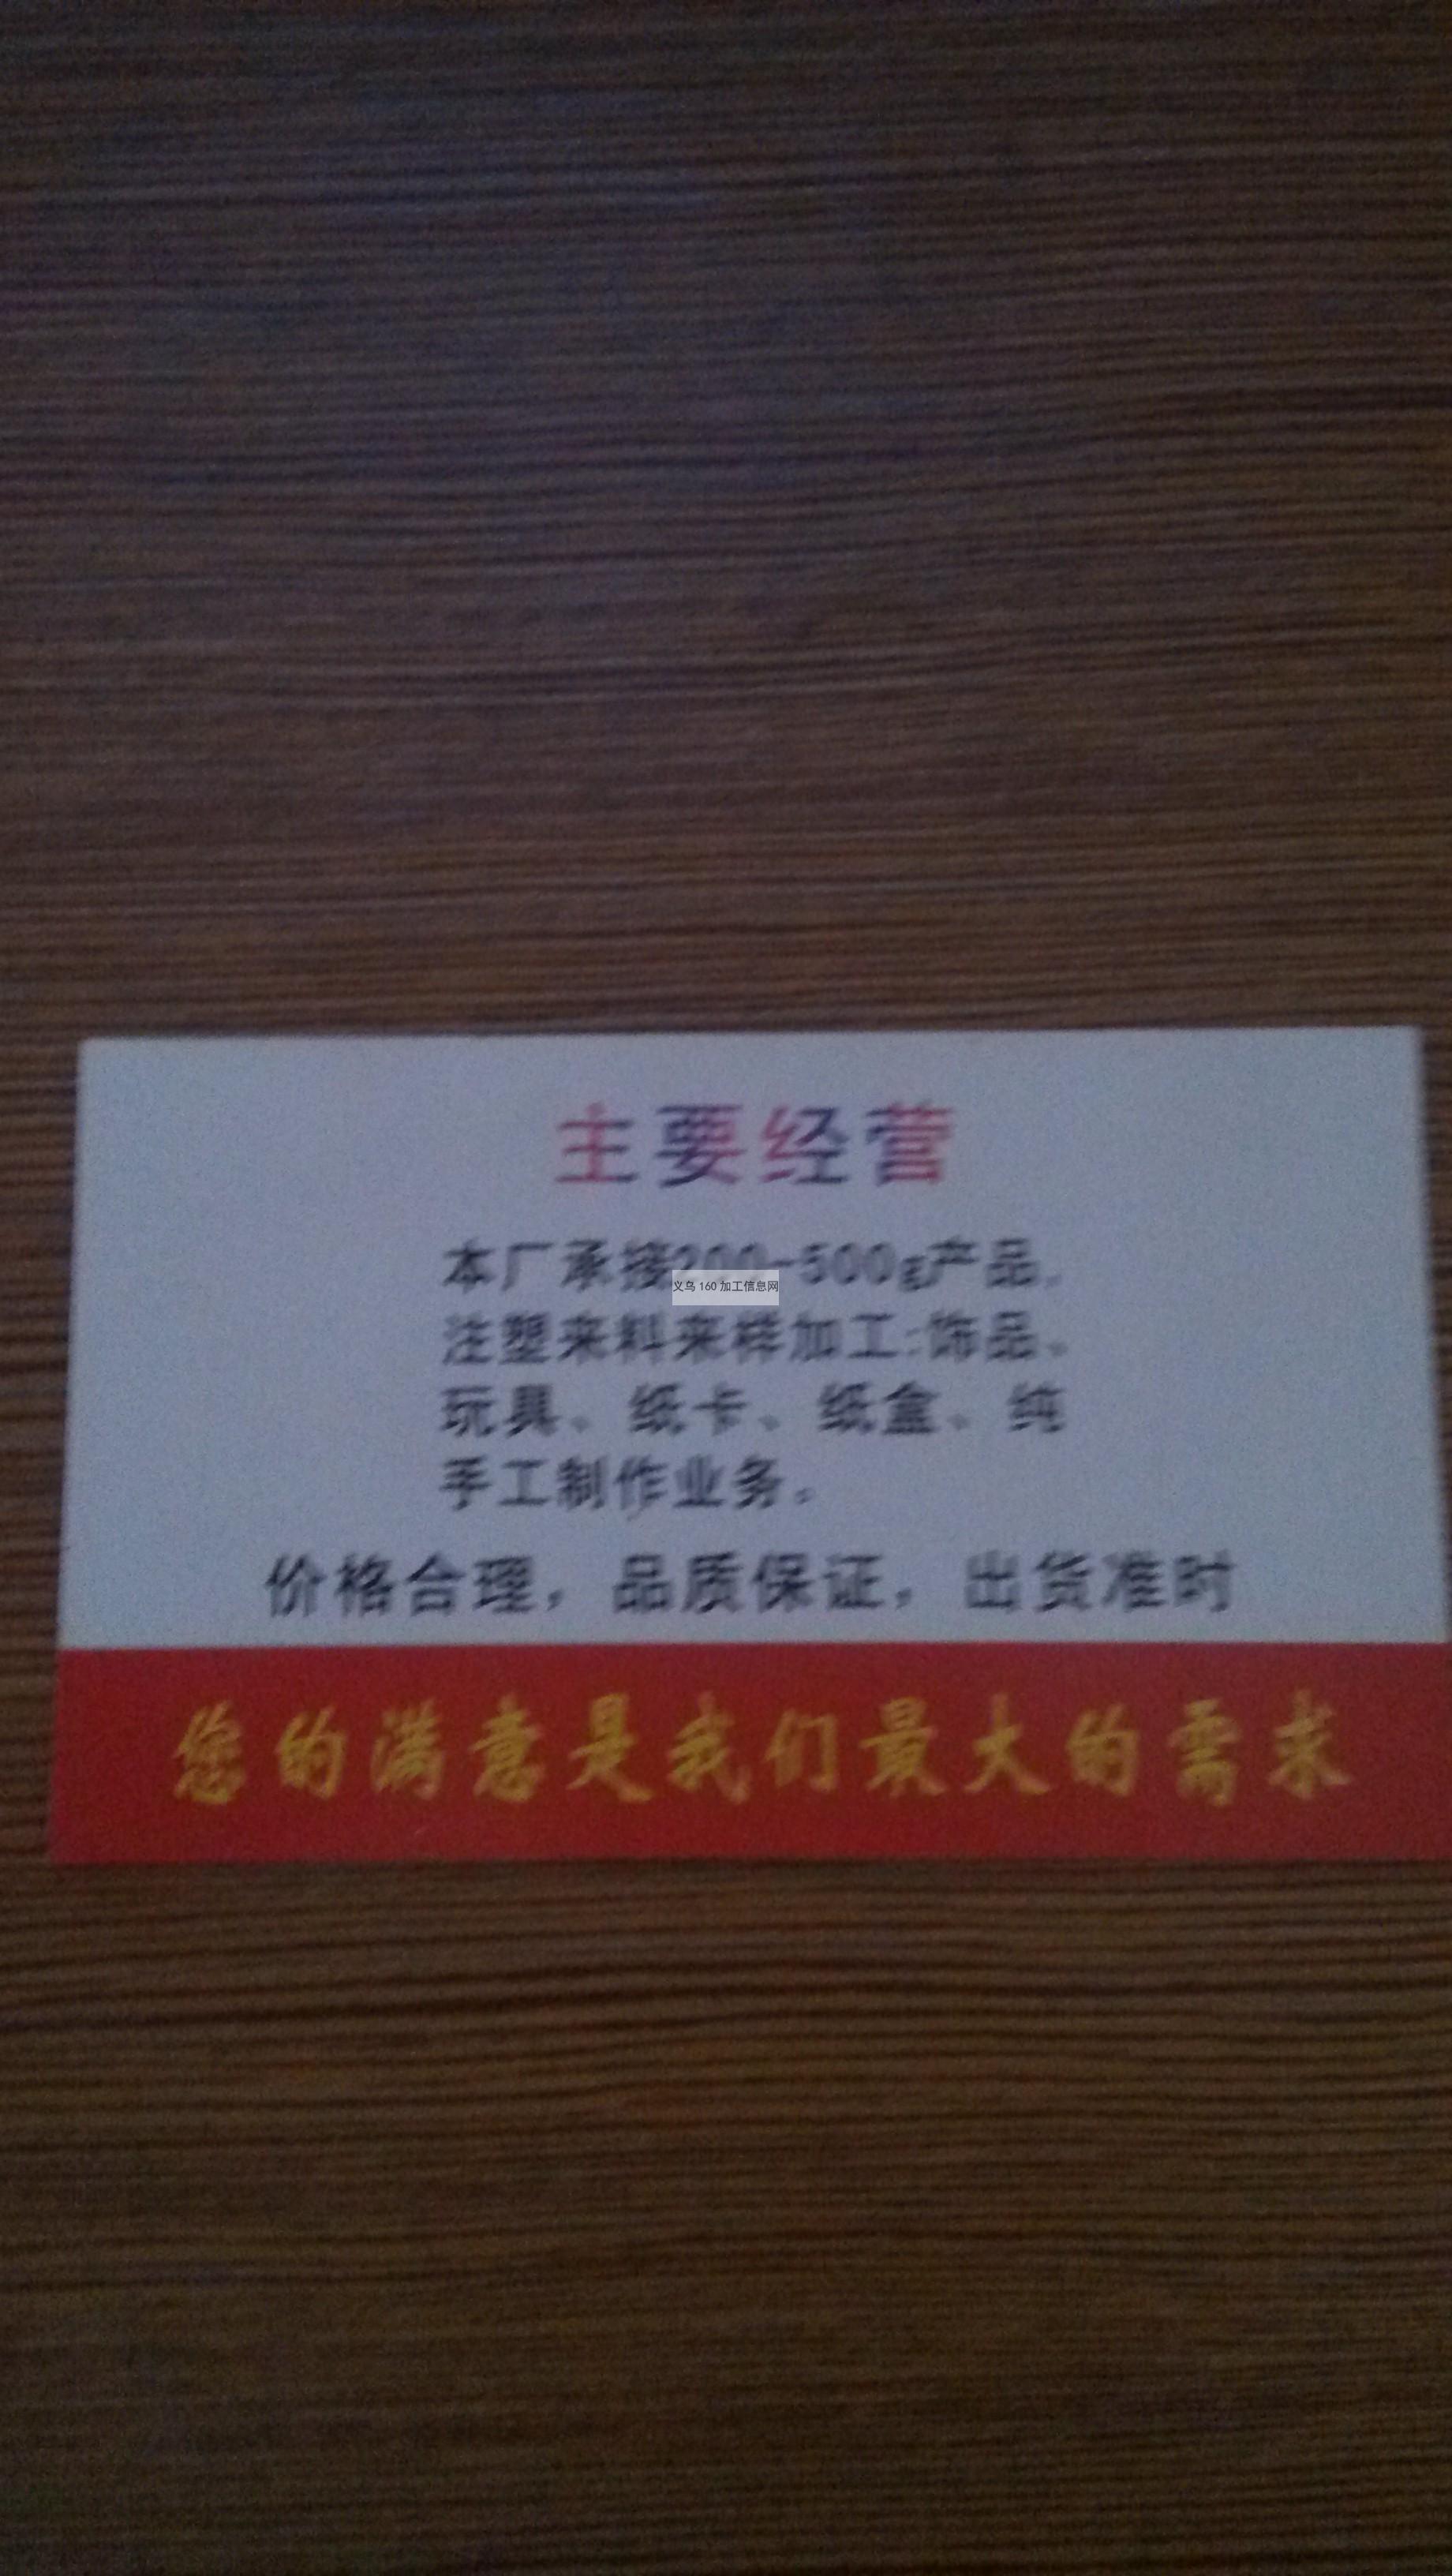 主要经营
本厂承接200-500g产品。
义乌160加工信息网
注塑来料来样加工:饰品、
玩具、纸卡、纸盒、纯
手工制作业务。
价格合理，品质保证，出货准时
您的满意是我们最大的需求